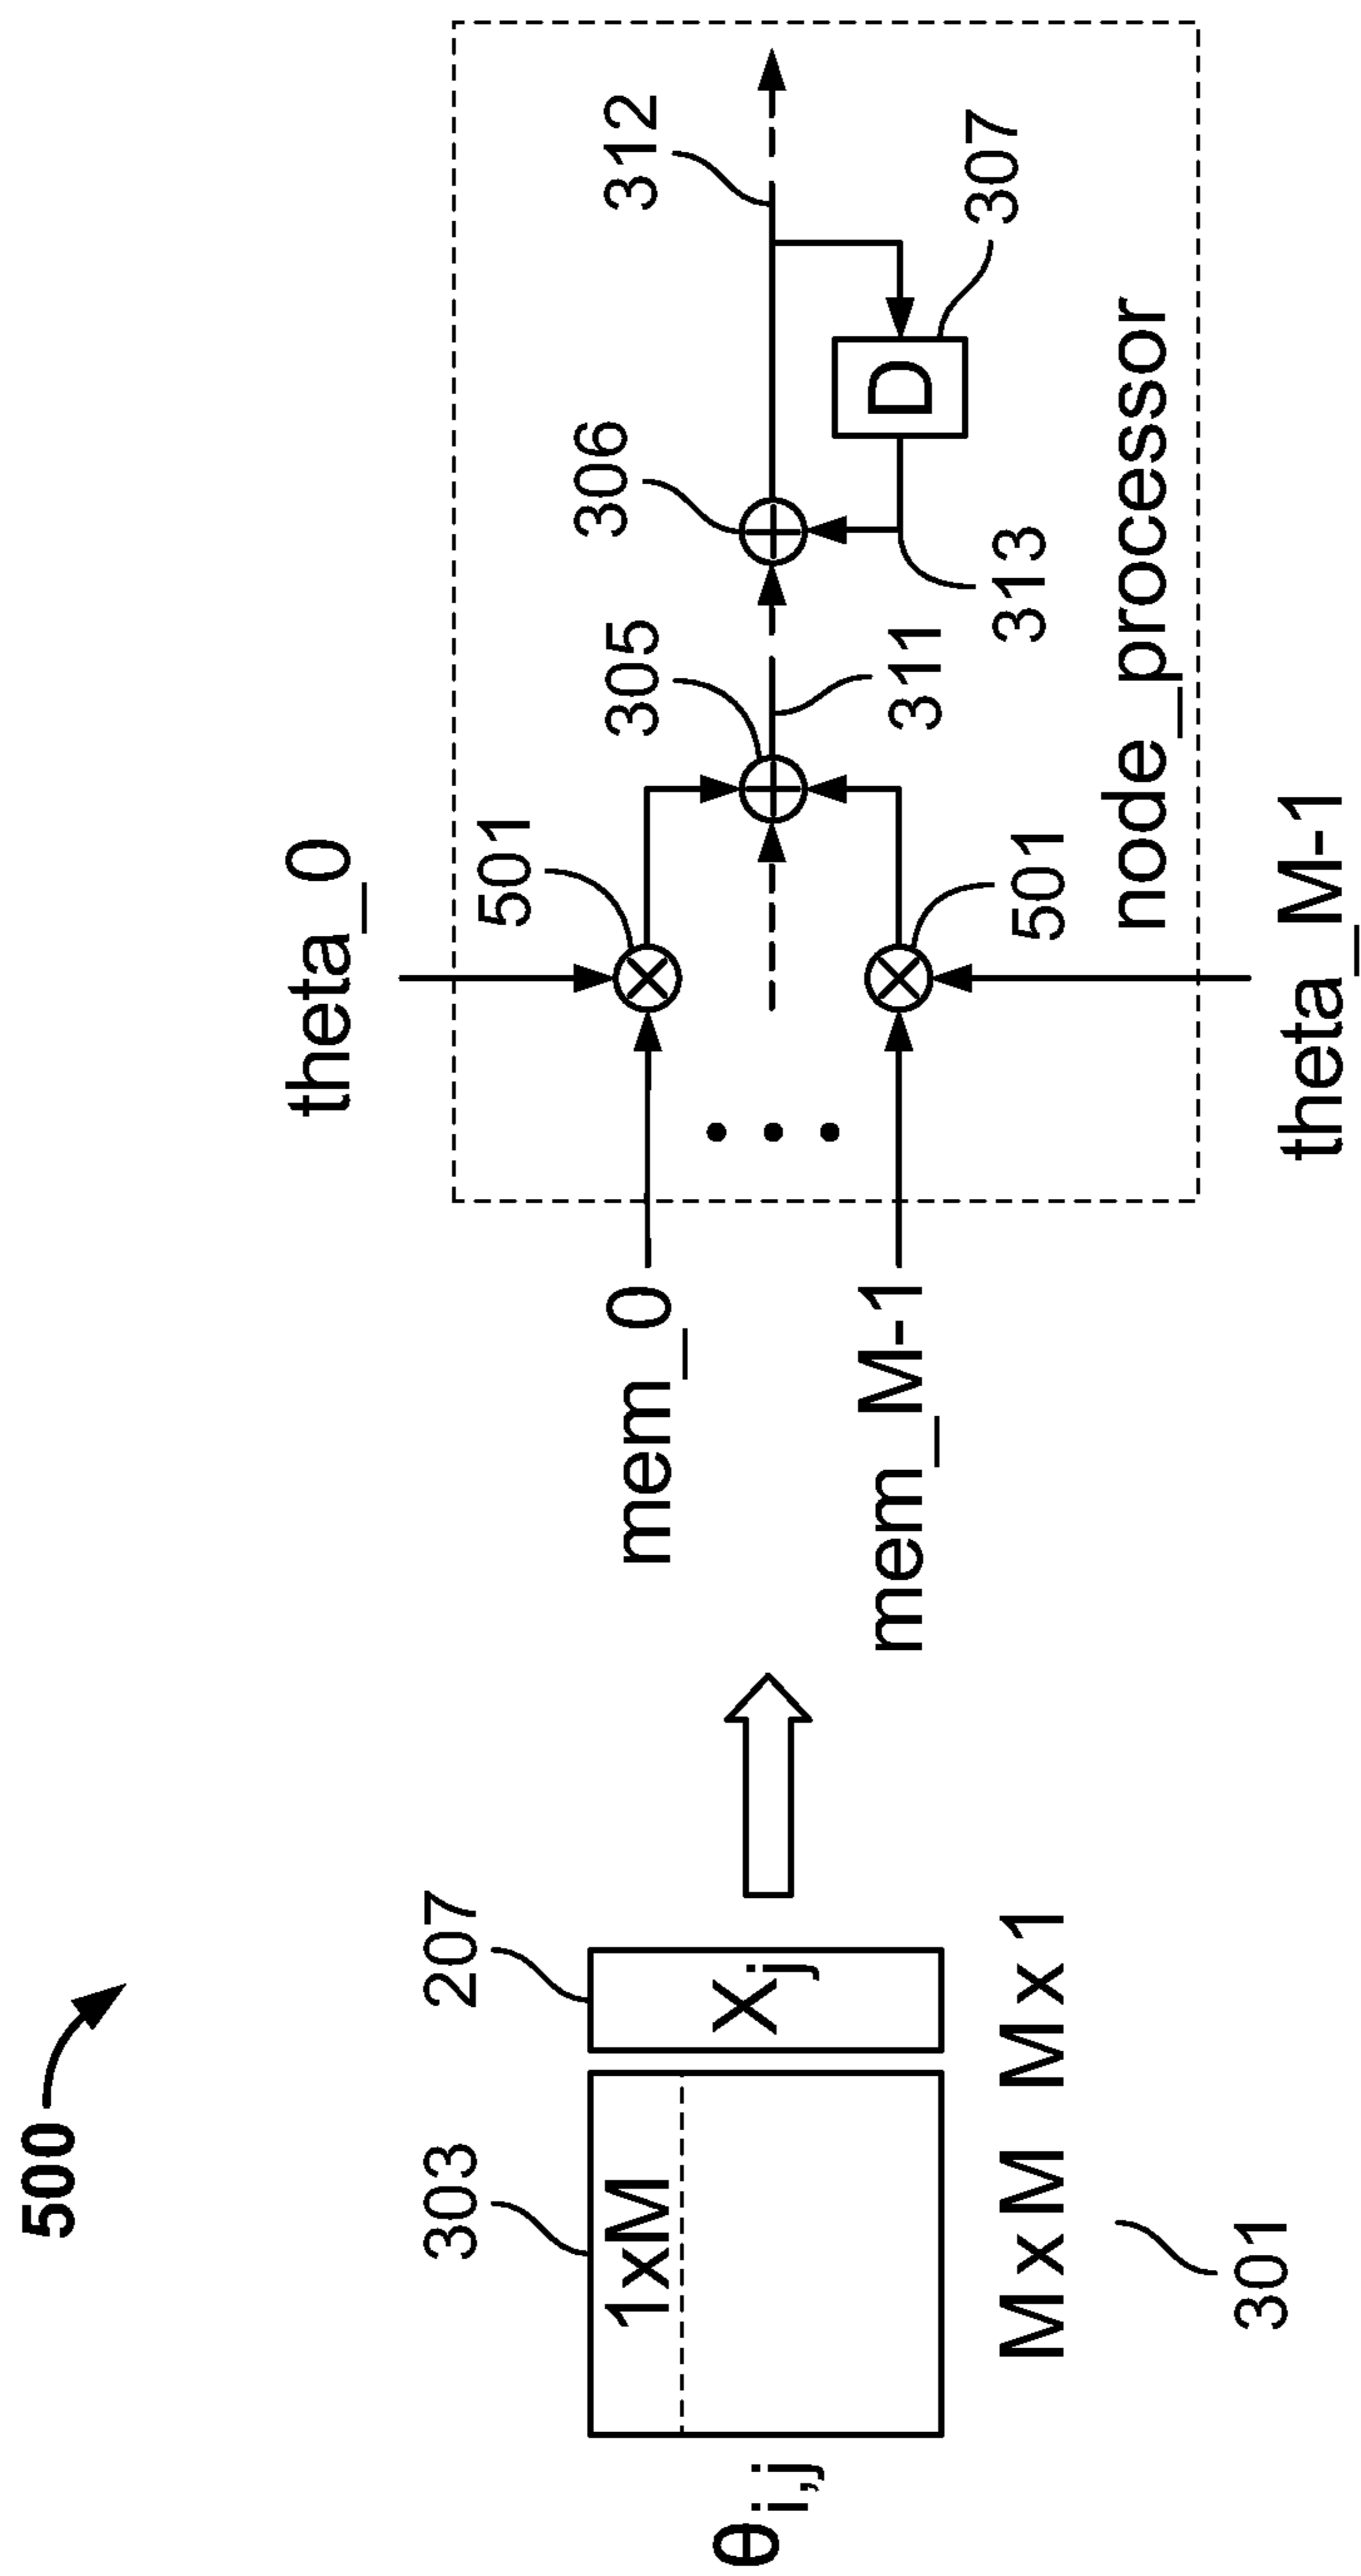 500
theta_0
501
305
306
312
303
207
1xM
mem_0
θi,j
Xj
D
mem_M-1
311
307
501
313
M x M M x 1
node_processor
301
theta_M-1